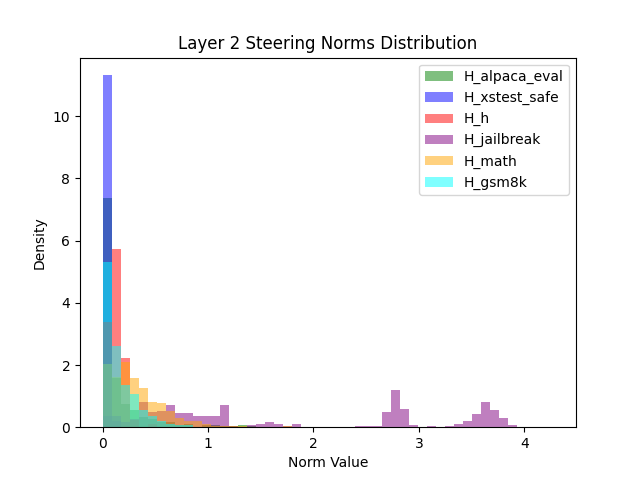 Layer 2 Steering Norms Distribution
H_alpaca_eval
H_xstest_safe
H_h
H_jailbreak
H_math
H_gsm8k
Density
10
8
6
4
2
0
0
1
2
3
4
Norm Value